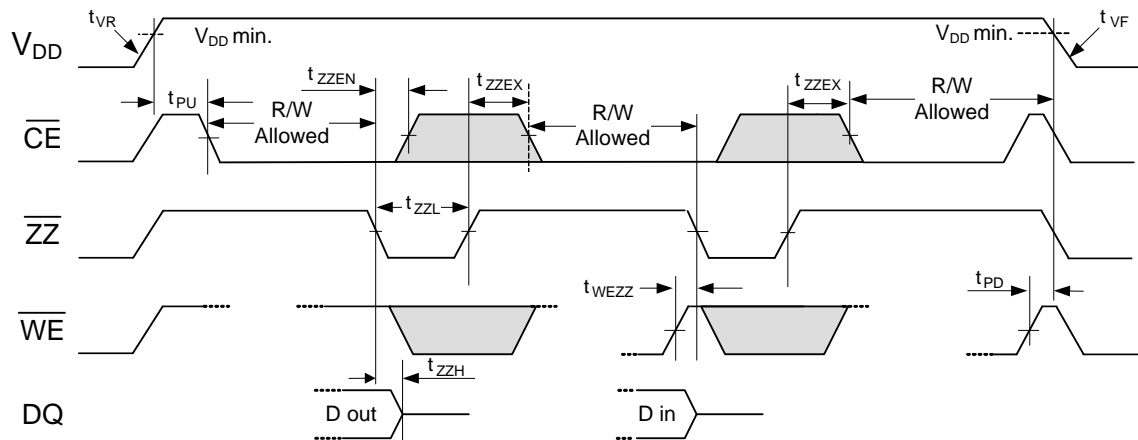 tVR
VDD
VDD min.
VDD min.
tVF
tPU
R/W
Allowed
tZZEN
tZZEX
R/W
Allowed
tZZEX
R/W
Allowed
CE
tZZL
ZZ
tWEZZ
tPD
WE
tZZH
DQ
D out
D in